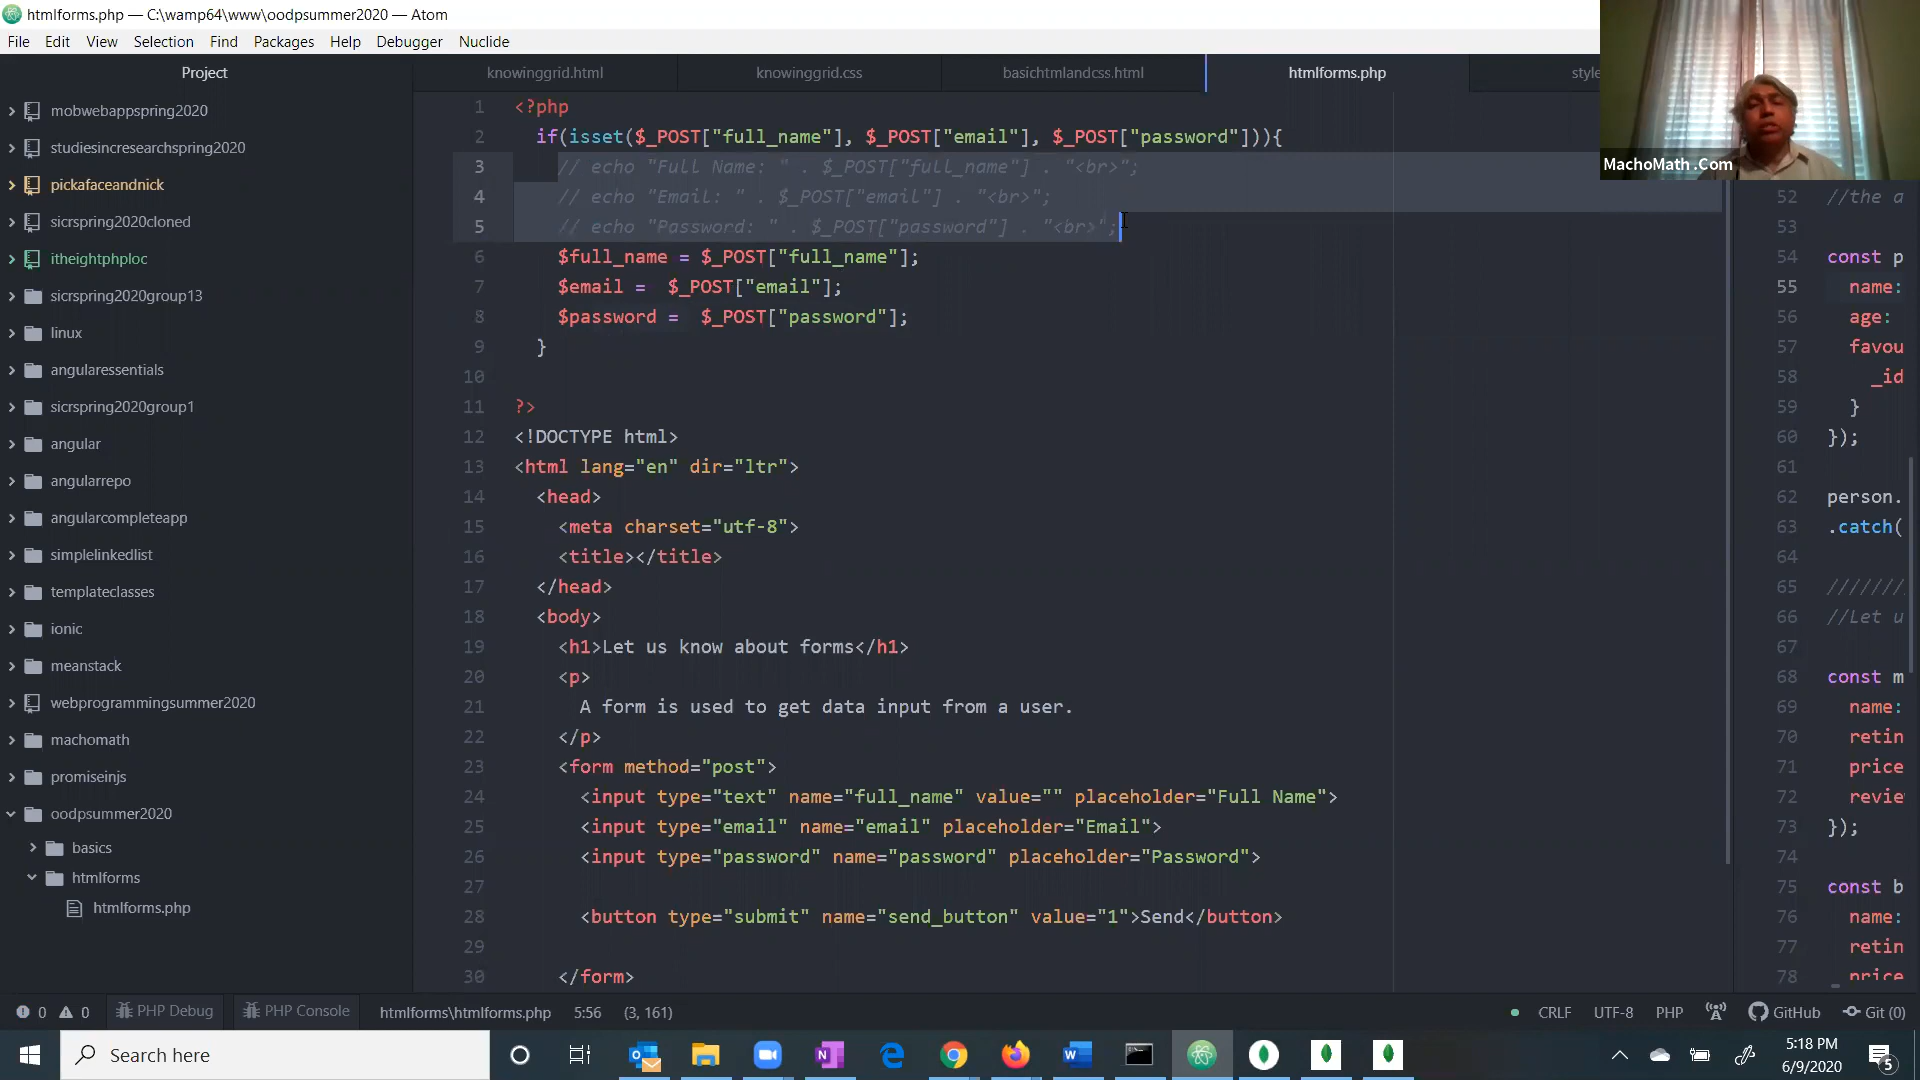 htmlforms.php — C:\wamp64\www\oodpsummer2020 — Atom
File Edit View Selection Find Packages Help Debugger Nuclide
Project
mobwebappspring2020
studiesincresearchspring2020
pickafaceandnick
sicrspring2020cloned
itheightphploc
sicrspring2020group13
linux
angularessentials
sicrspring2020group1
angular
angularrepo
angularcompleteapp
simplelinkedlist
templateclasses
ionic
meanstack
webprogrammingsummer2020
machomath
promiseinjs
oodpsummer2020
basics
htmlforms
htmlforms.php
knowinggrid.html knowinggrid.css basichtmlandcss.html htmlforms.php style
1 <?php
2 if(isset($_POST["full_name"], $_POST["email"], $_POST["password"])){
3 // echo "Full Name: " . $_POST["full_name"] . "<br>";
4 // echo "Email: " . $_POST["email"] . "<br>";
5 // echo "Password: " . $_POST["password"] . "<br>";
6 $full_name = $_POST["full_name"];
7 $email =  $_POST["email"];
8 $password =  $_POST["password"];
9 }
10
11 ?>
12 <!DOCTYPE html>
13 <html lang="en" dir="ltr">
14 <head>
15 <meta charset="utf-8">
16 <title></title>
17 </head>
18 <body>
19 <h1>Let us know about forms</h1>
20 <p>
21 A form is used to get data input from a user.
22 </p>
23 <form method="post">
24 <input type="text" name="full_name" value="" placeholder="Full Name">
25 <input type="email" name="email" placeholder="Email">
26 <input type="password" name="password" placeholder="Password">
27
28 <button type="submit" name="send_button" value="1">Send</button>
29
30 </form>
MachoMath .Com
52 //the a
53
54 const p
55 name:
56 age:
57 favou
58 _id
59 }
60 });
61
62 person.
63 .catch(
64
65 ///////
66 //Let u
67
68 const m
69 name:
70 retin
71 price
72 revie
73 });
74
75 const b
76 name:
77 retin
78 price
0 0 PHP Debug PHP Console htmlforms\htmlforms.php 5:56 (3, 161) CRLF UTF-8 PHP GitHub Git (0)
Search here
5:18 PM
6/9/2020
5